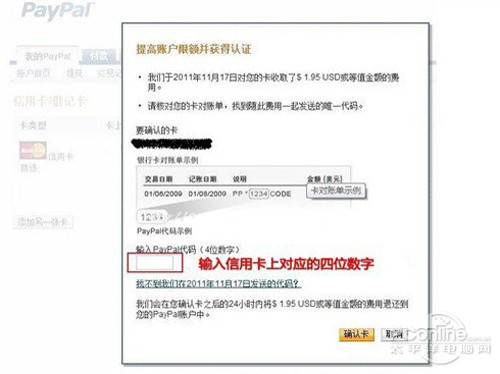 PayPal
我的PayPal
付款
账户首页
提现
提高账户限额并获得认证
• 我们于2011年11月17日对您的卡收取了$ 1.95 USD或等值金额的费
用。
• 请核对您的卡对账单，找到随此费用一起发送的唯一代码。
信用卡/借记卡
卡类型
卡上
信用卡
添加另一张卡
要确认的卡
银行卡对账单示例
交易日期 记账日期 说明 金额 (美元)
01/06/2009 01/08/2009 PP *1234CODE
卡对账单示例
1234
PayPal代码示例
输入PayPal代码（4位数字）
输入信用卡上对应的四位数字
找不到我们在2011年11月17日发送的代码？
我们会在您确认卡之后的24小时内将$ 1.95 USD或等值金额的费用退还到
您的PayPal账户中。
确认卡
取消
PConline.com.cn
太平洋电脑网